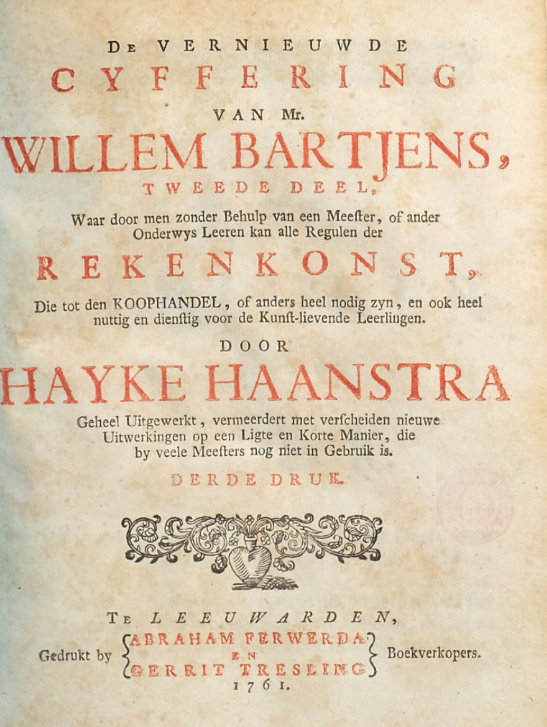 De VERNIEUWDE
CYFFERING
VAN Mr.
WILLEM BARTJENS,
TWEEDE DEEL,
Waar door men zonder Behulp van een Meeſter, of ander
Onderwys Leeren kan alle Regulen der
REKENKONST,
Die tot den KOOPHANDEL, of anders heel nodig zyn, en ook heel
nuttig en dienſtig voor de Kunſt-lievende Leerlingen.
DOOR
HAYKE HAANSTRA
Geheel Uitgewerkt, vermeerdert met verſcheiden nieuwe
Uitwerkingen op een Ligte en Korte Manier, die
by veele Meeſters nog niet in Gebruik is.
DERDE DRUK.
Te LEEUWARDEN,
ABRAHAM FERWERDA
Gedrukt by EN Boekverkopers.
GERRIT TRESLING
1761.